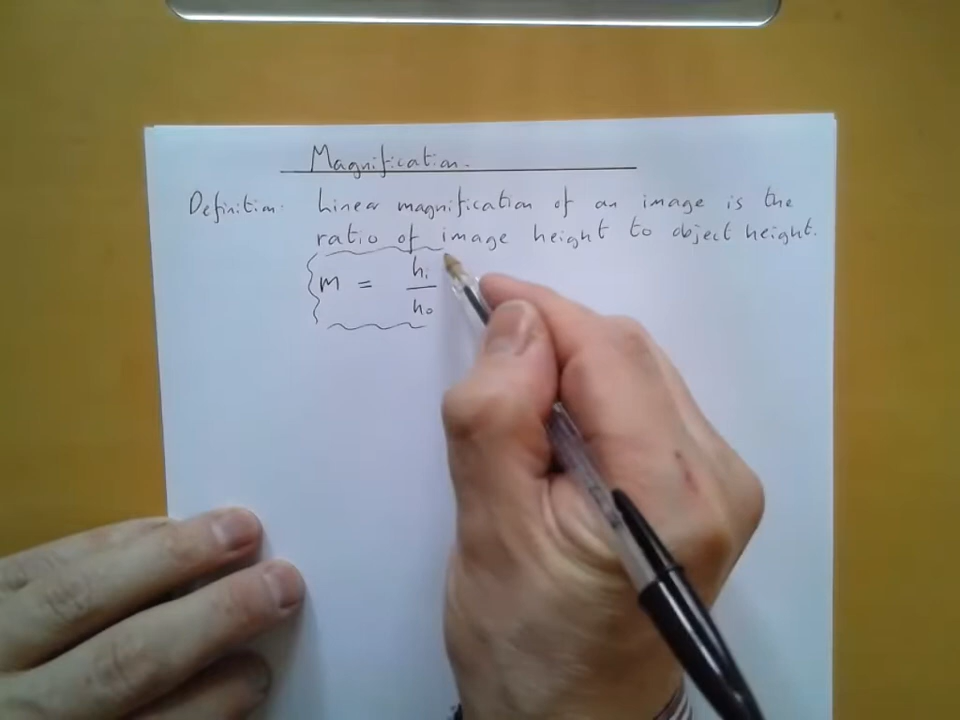 Magnification.
Definition: Linear magnification of an image is the
ratio of image height to object height.
m = hi/ho